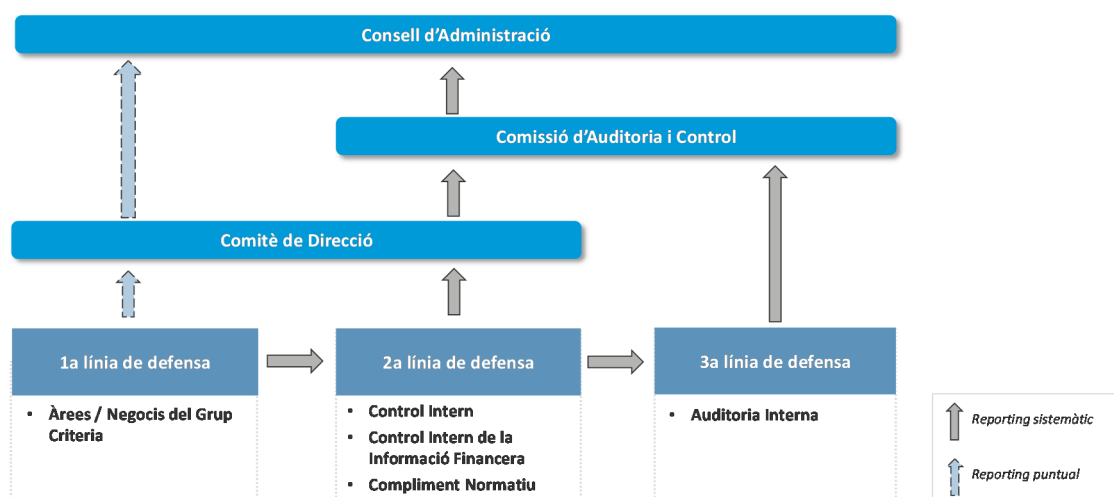 Consell d'Administració
Comissió d'Auditoria i Control
Comitè de Direcció
1a línia de defensa
2a línia de defensa
3a línia de defensa
• Àrees / Negocis del Grup
Criteria
• Control Intern
• Control Intern de la
Informació Financera
• Compliment Normatiu
• Auditoria Interna
Reporting sistemàtic
Reporting puntual